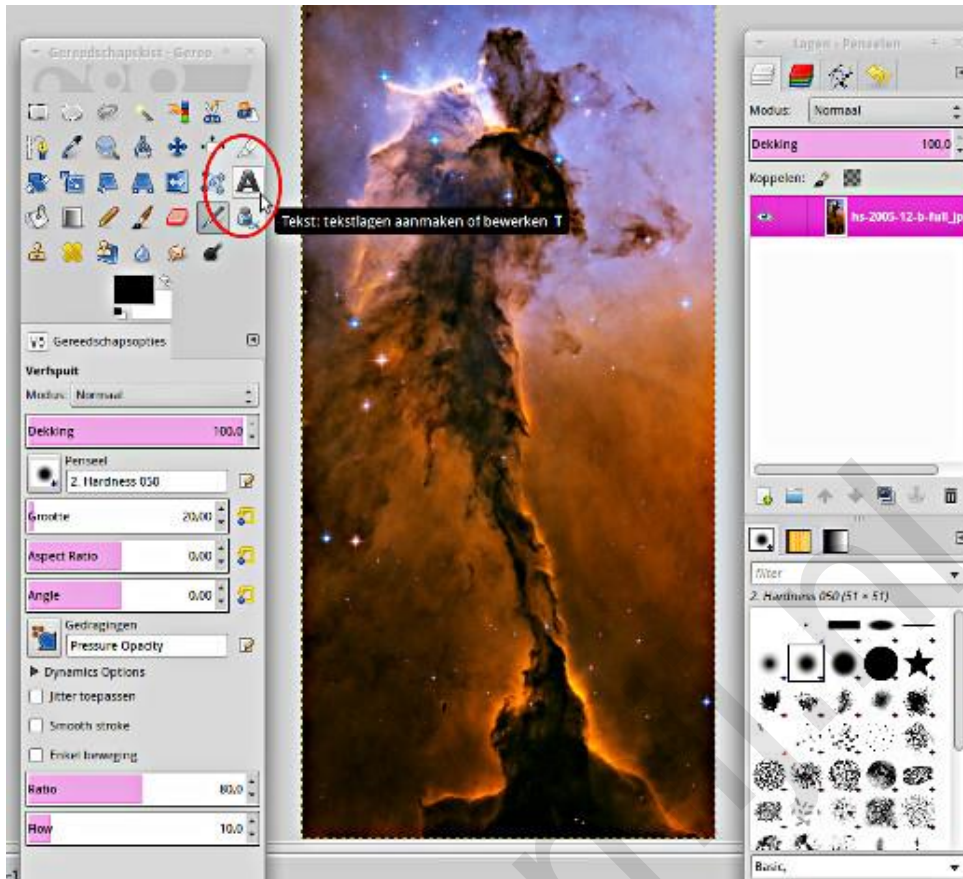 Gereedschapskist - Geree
Gereedschapsopties
Verfspuit
Modus: Normaal
Dekking 100,0
Penseel
2. Hardness 050
Grootte 20,00
Aspect Ratio 0,00
Angle 0,00
Gedragingen
Pressure Opacity
Dynamics Options
Jitter toepassen
Smooth stroke
Enkel beweging
Ratio 80,0
Flow 10,0
Tekst: tekstlagen aanmaken of bewerken T
Lagen - Penselen
Modus: Normaal
Dekking 100,0
Koppelen:
hs-2005-12-b-full_jp
filter
2. Hardness 050 (51 × 51)
Basic,